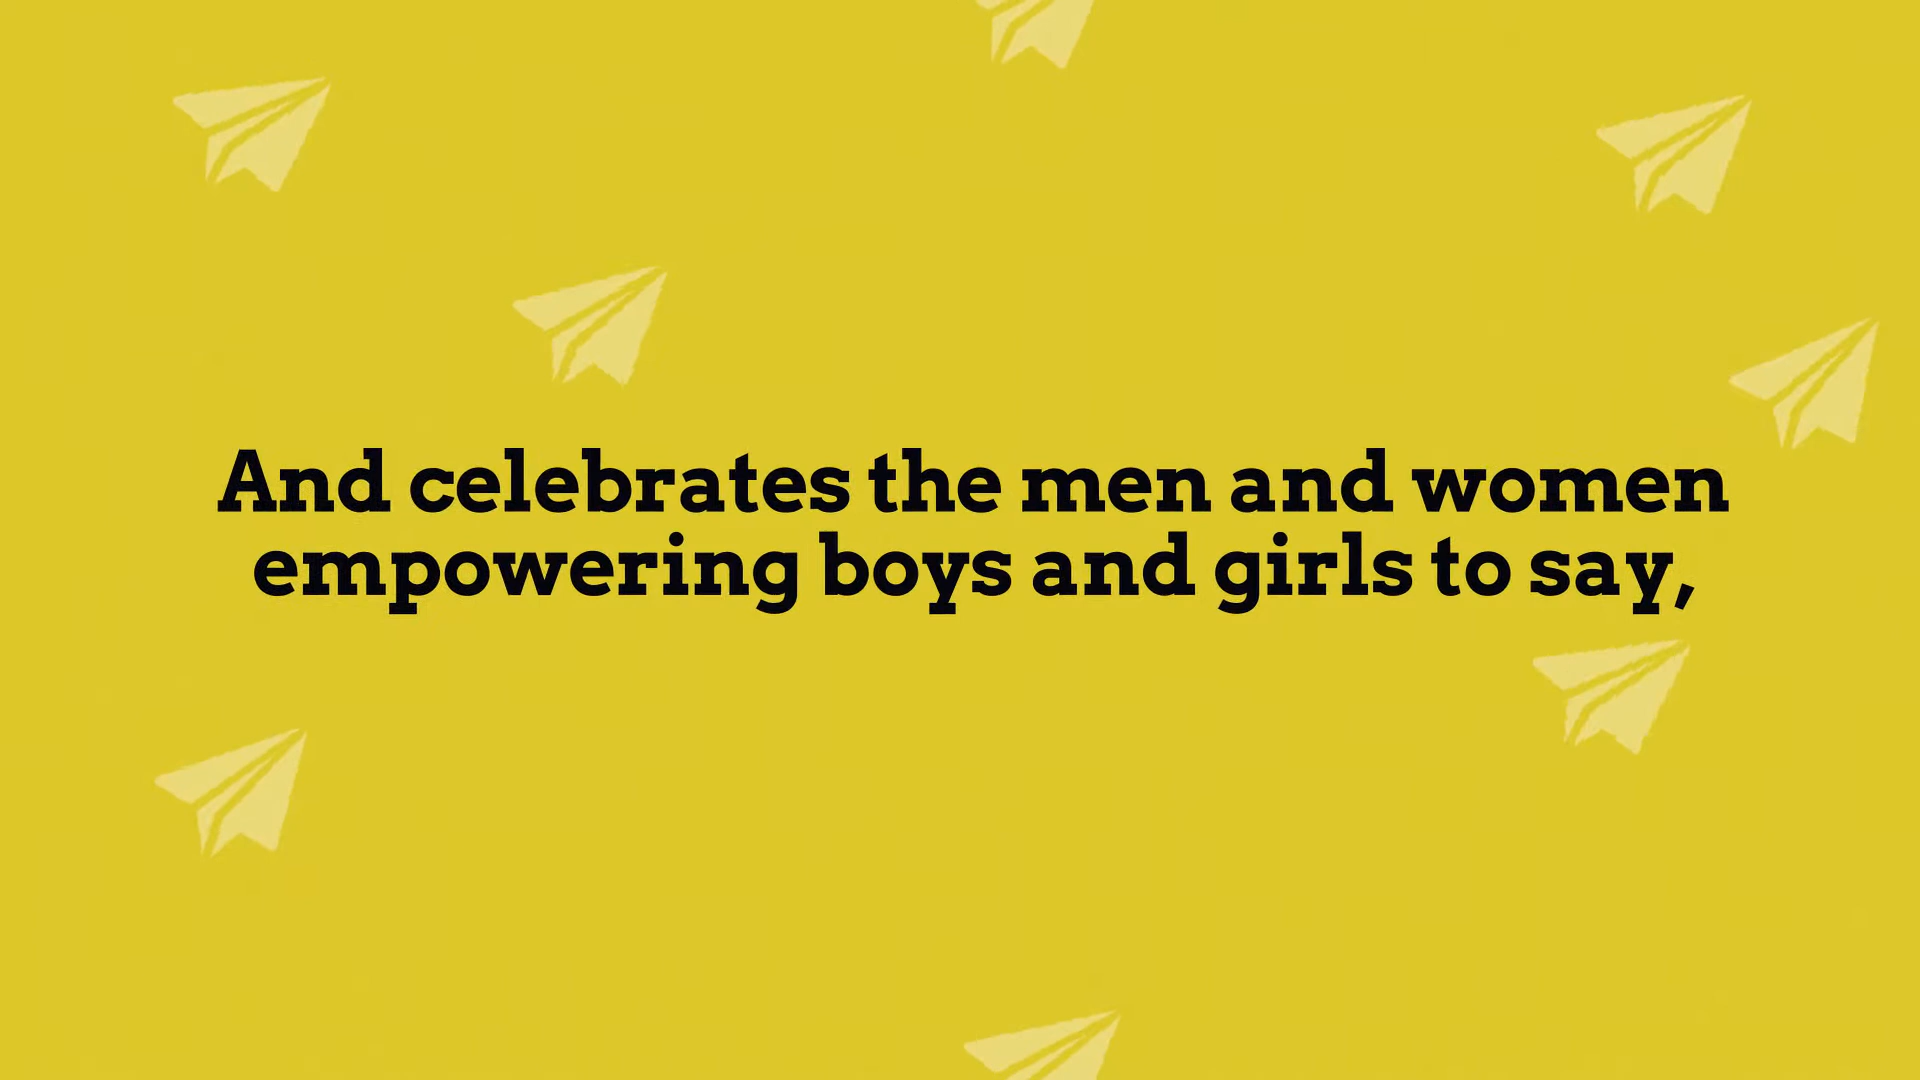 And celebrates the men and women
empowering boys and girls to say,